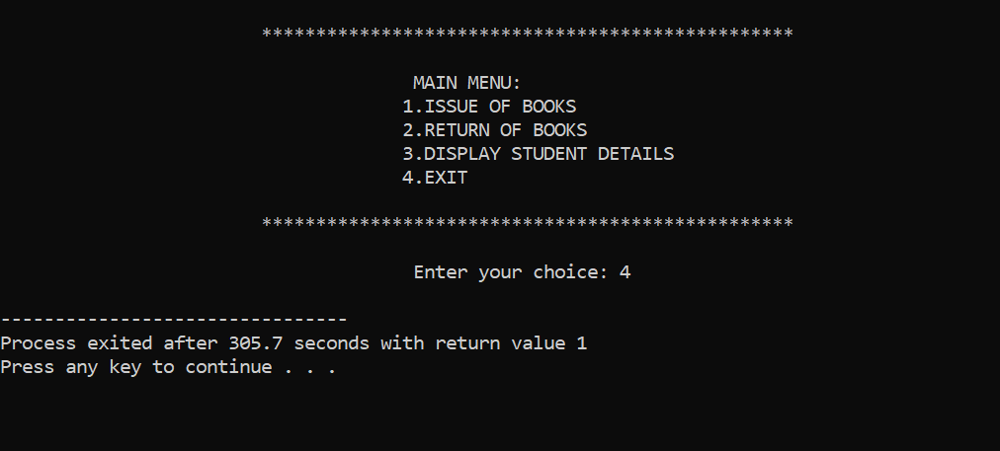 *************************************************
MAIN MENU:
1.ISSUE OF BOOKS
2.RETURN OF BOOKS
3.DISPLAY STUDENT DETAILS
4.EXIT
*************************************************
Enter your choice: 4
--------------------------------
Process exited after 305.7 seconds with return value 1
Press any key to continue . . .